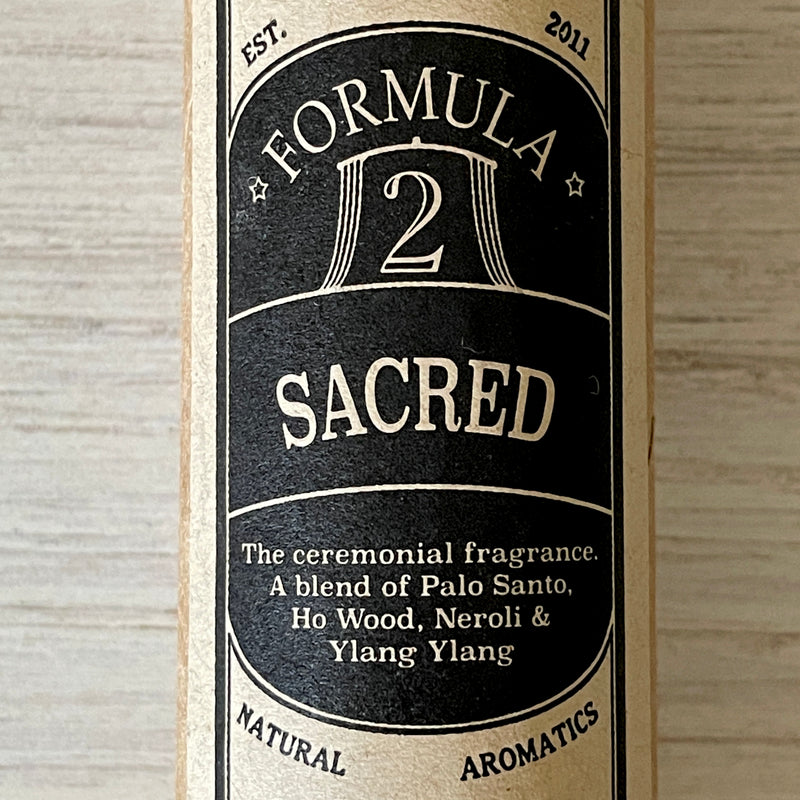 EST. 2011
FORMULA
2
SACRED
The ceremonial fragrance.
A blend of Palo Santo,
Ho Wood, Neroli &
Ylang Ylang
NATURAL AROMATICS